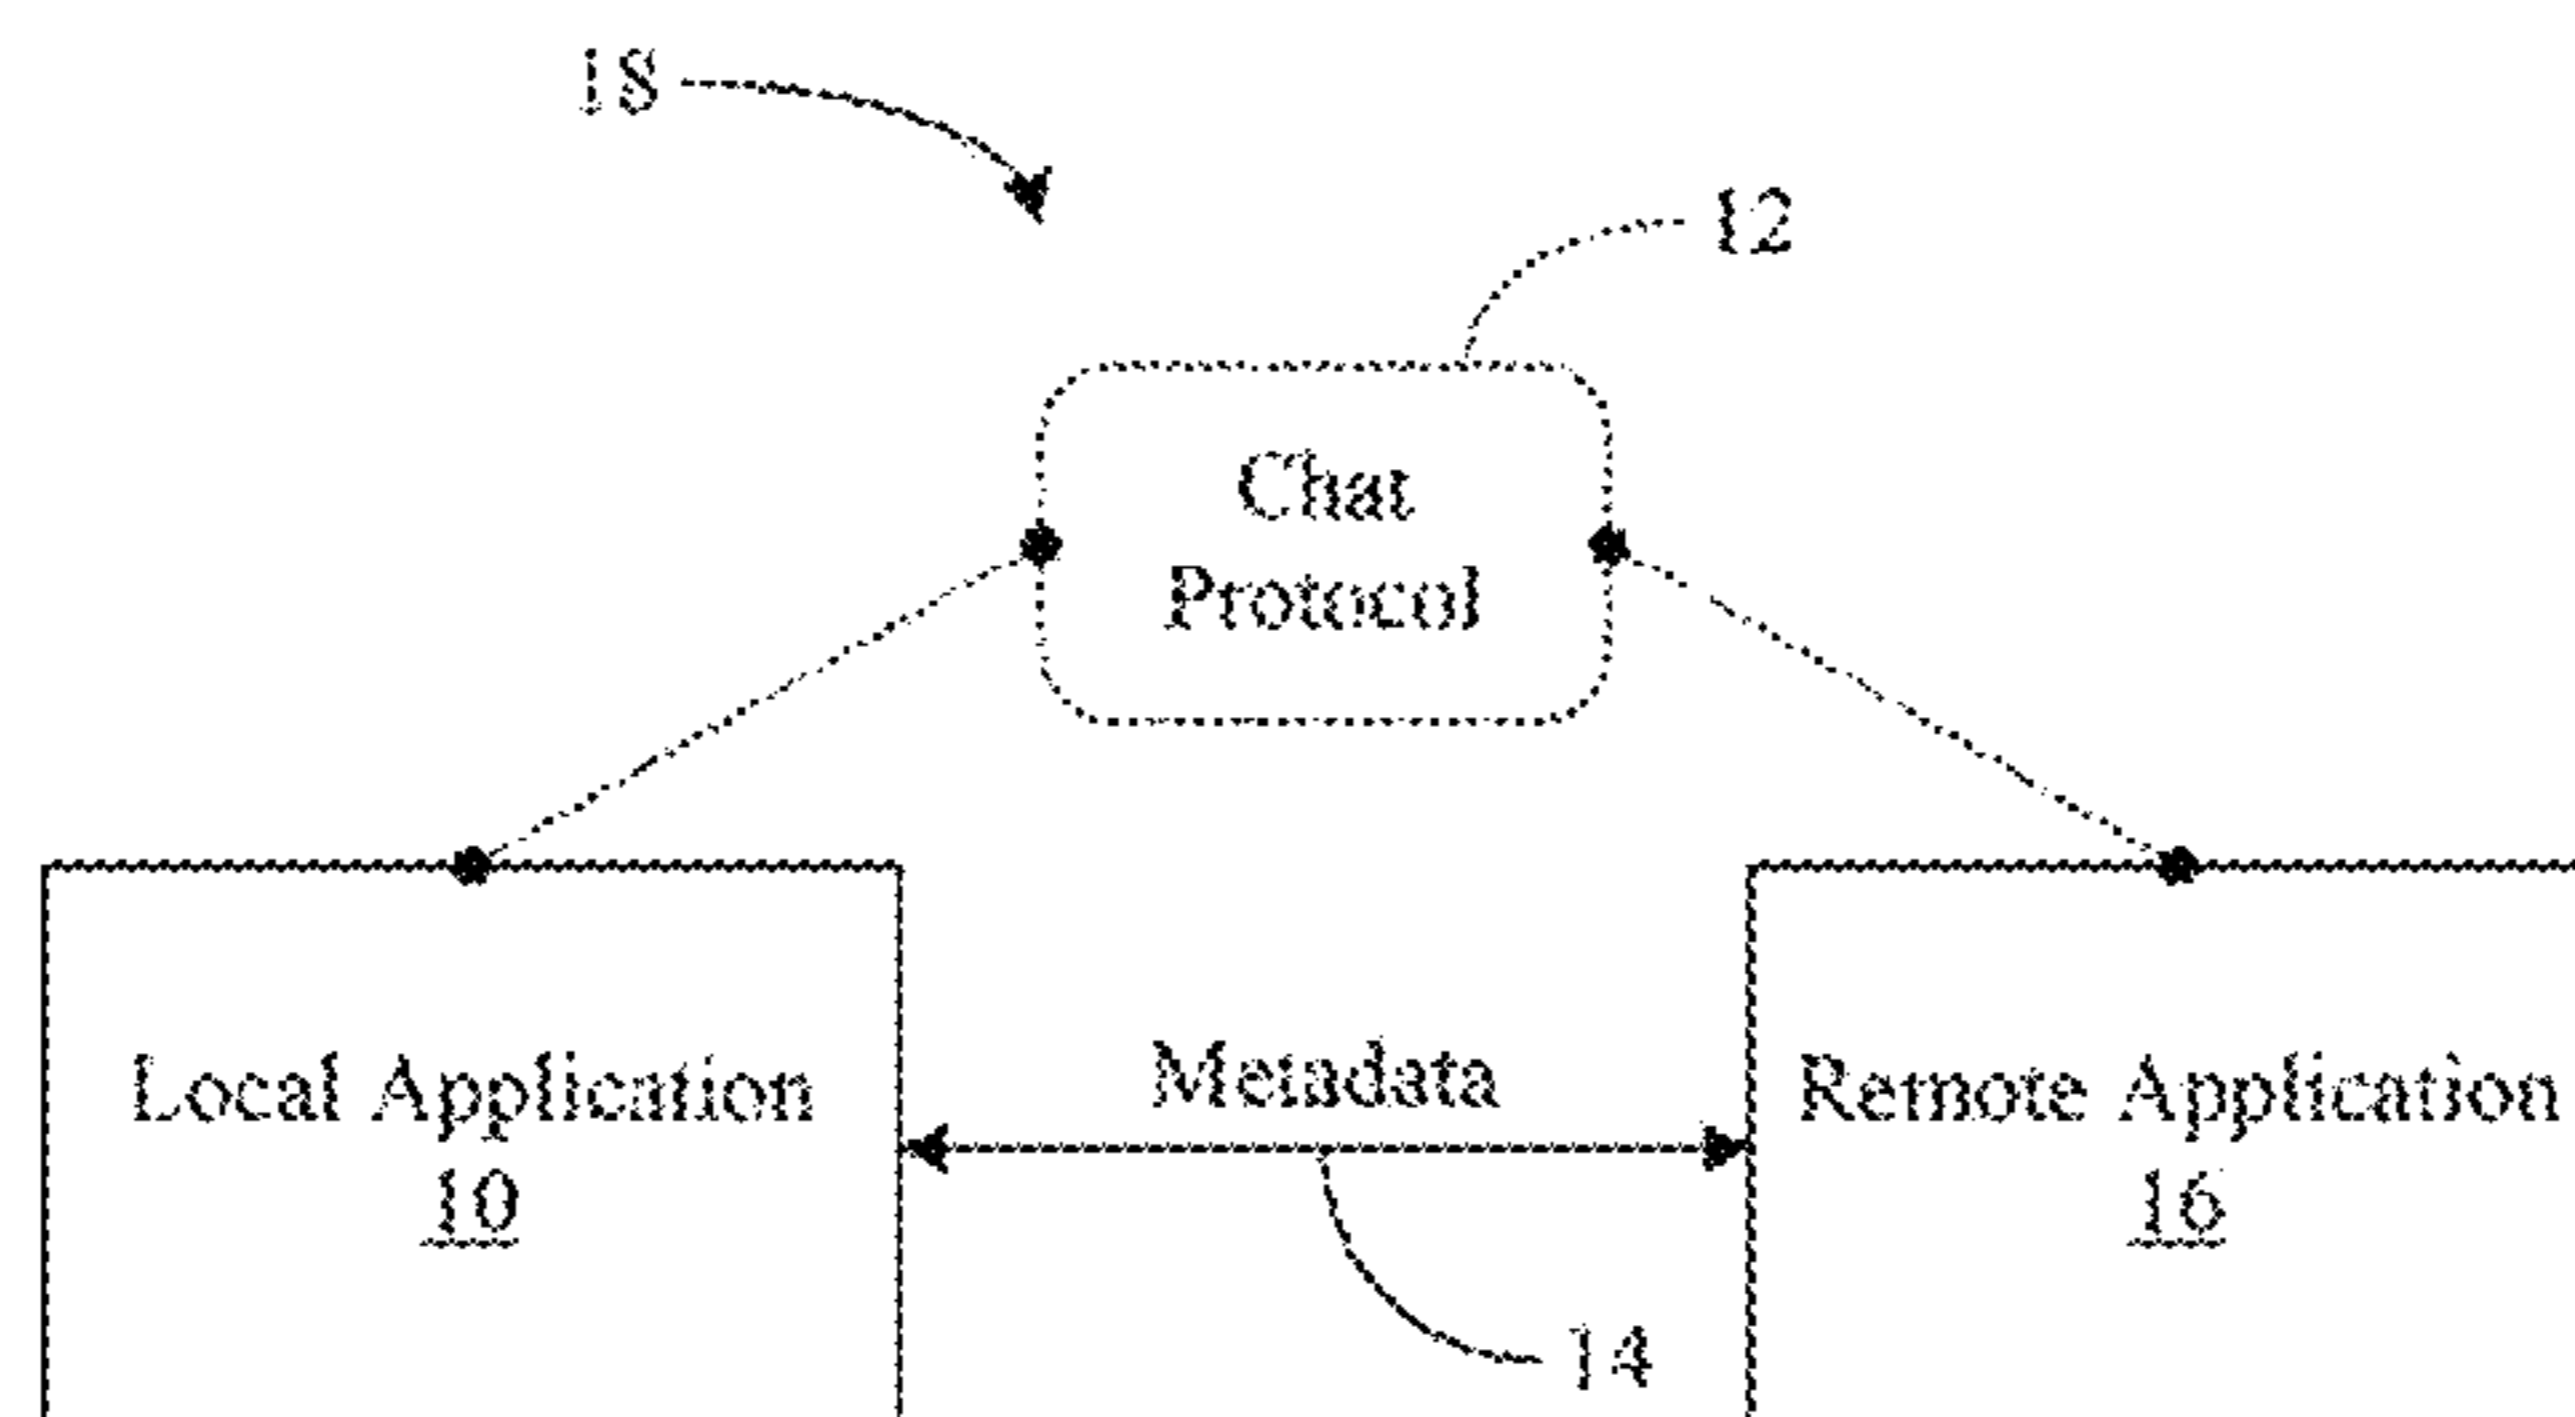 18
12
Chat
Protocol
Local Application
10
Metadata
Remote Application
16
14